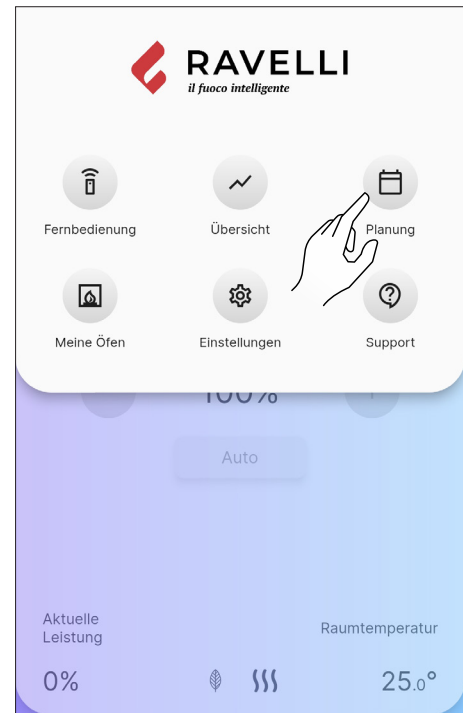 RAVELLI
il fuoco intelligente
Fernbedienung
Übersicht
Planung
Meine Öfen
Einstellungen
Support
100%
Auto
Aktuelle
Leistung
Raumtemperatur
0%
25.0°